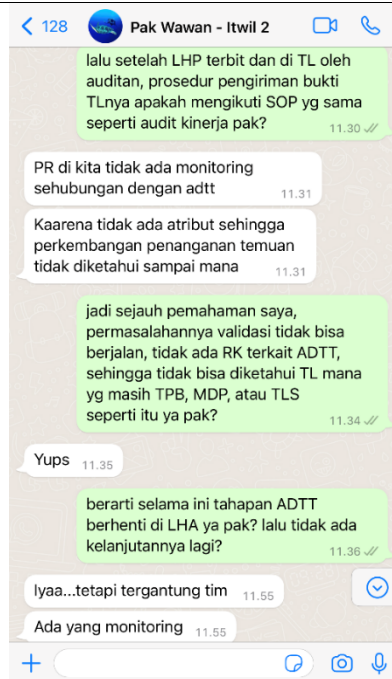 128
Pak Wawan - Itwil 2
lalu setelah LHP terbit dan di TL oleh
auditan, prosedur pengiriman bukti
TLnya apakah mengikuti SOP yg sama
seperti audit kinerja pak?
11.30
PR di kita tidak ada monitoring
sehubungan dengan adtt
11.31
Kaarena tidak ada atribut sehingga
perkembangan penanganan temuan
tidak diketahui sampai mana
11.31
jadi sejauh pemahaman saya,
permasalahannya validasi tidak bisa
berjalan, tidak ada RK terkait ADTT,
sehingga tidak bisa diketahui TL mana
yg masih TPB, MDP, atau TLS
seperti itu ya pak?
11.34
Yups
11.35
berarti selama ini tahapan ADTT
berhenti di LHA ya pak? lalu tidak ada
kelanjutannya lagi?
11.36
Iyaa...tetapi tergantung tim
11.55
Ada yang monitoring
11.55